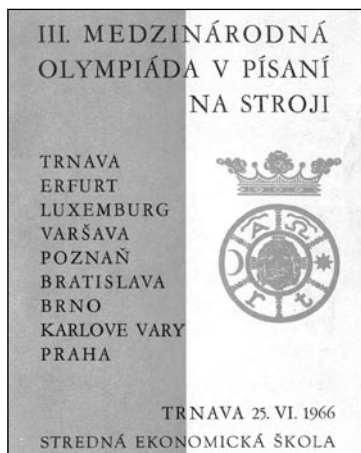 III. MEDZINÁRODNÁ
OLYMPIÁDA V PÍSANÍ
NA STROJI
TRNAVA
ERFURT
LUXEMBURG
VARŠAVA
POZNAŇ
BRATISLAVA
BRNO
KARLOVE VARY
PRAHA
A Ω
r t
TRNAVA 25. VI. 1966
STREDNÁ EKONOMICKÁ ŠKOLA